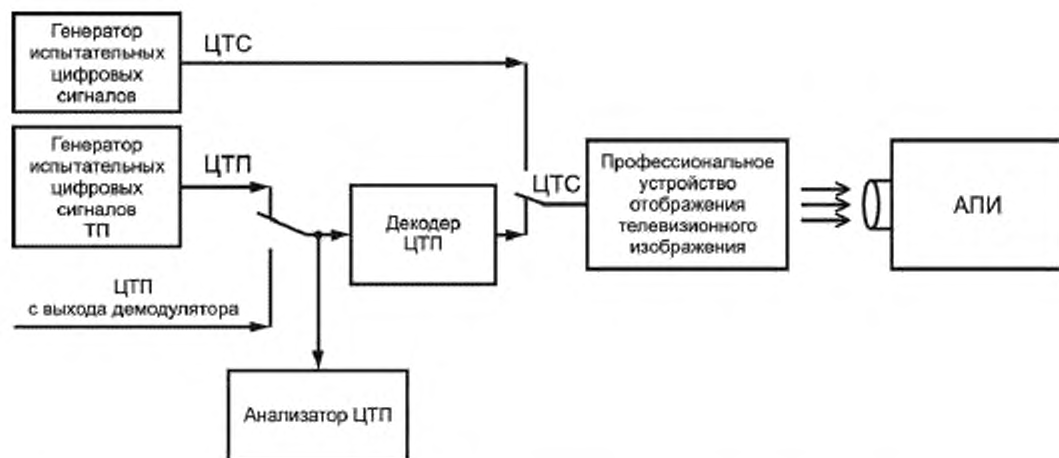 Генератор
испытательных
цифровых
сигналов
ЦТС
Генератор
испытательных
цифровых
сигналов
ТП
ЦТП
ЦТП
с выхода демодулятора
Декодер
ЦТП
Анализатор ЦТП
ЦТС
Профессиональное
устройство
отображения
телевизионного
изображения
АПИ